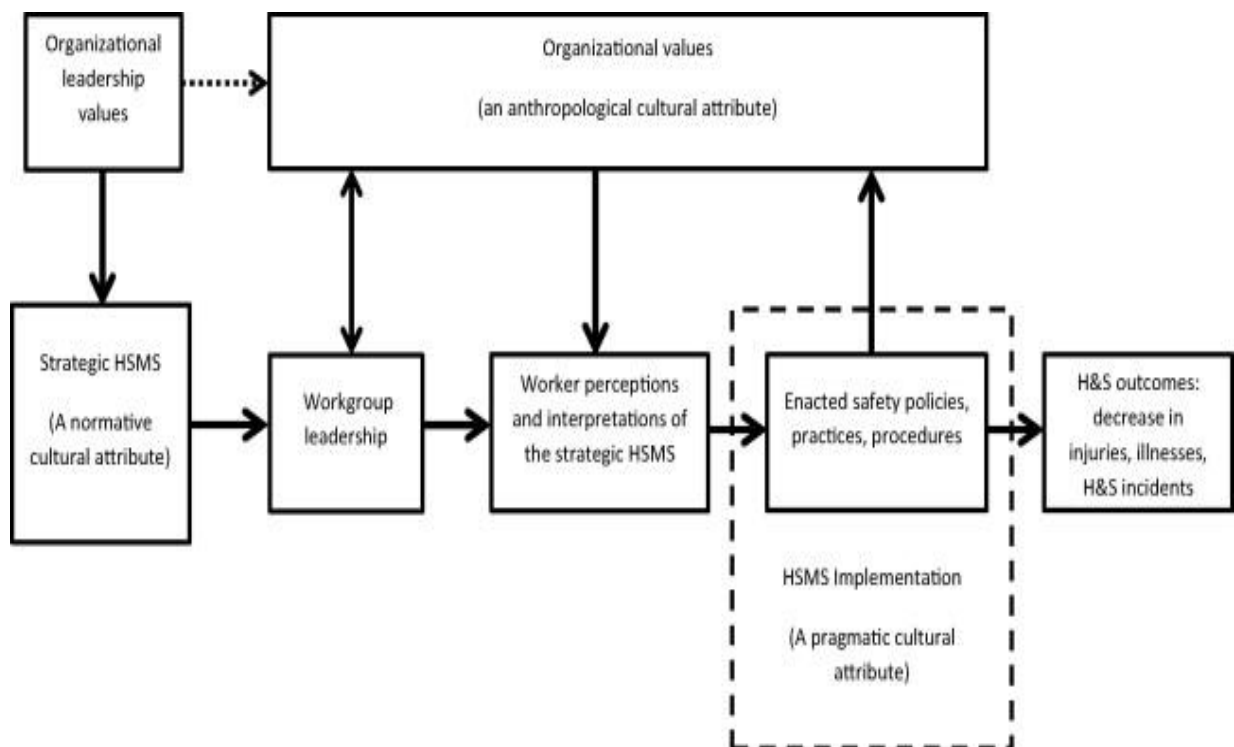 Organizational
leadership
values
Organizational values
(an anthropological cultural attribute)
Strategic HSMS
(A normative
cultural attribute)
Workgroup
leadership
Worker perceptions
and interpretations of
the strategic HSMS
Enacted safety policies,
practices, procedures
H&S outcomes:
decrease in
injuries, illnesses,
H&S incidents
HSMS Implementation
(A pragmatic cultural
attribute)